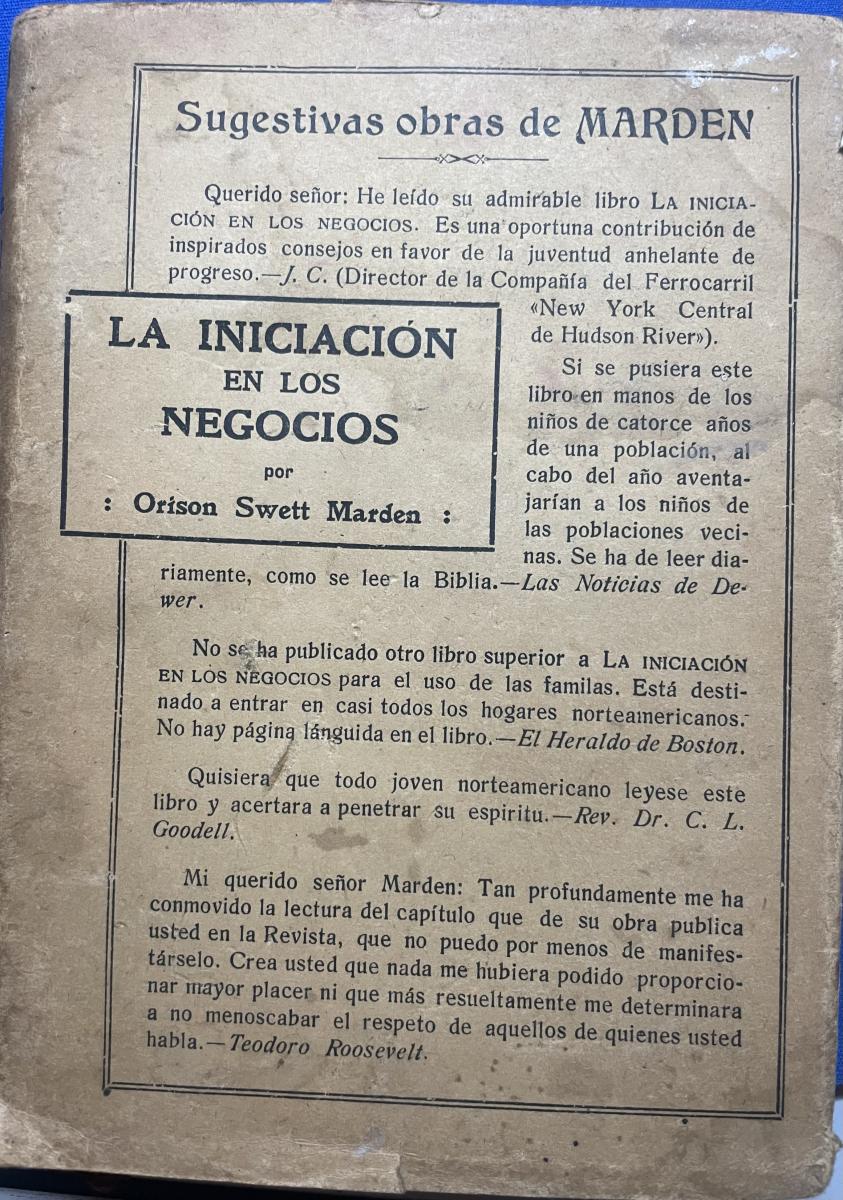 Sugestivas obras de MARDEN
Querido señor: He leído su admirable libro LA INICIA-
CIÓN EN LOS NEGOCIOS. Es una oportuna contribución de
inspirados consejos en favor de la juventud anhelante de
progreso.—J. C. (Director de la Compañía del Ferrocarril
«New York Central
de Hudson River»).
Si se pusiera este
libro en manos de los
niños de catorce años
de una población, al
cabo del año aventa-
jarían a los niños de
las poblaciones veci-
nas. Se ha de leer dia-
riamente, como se lee la Biblia.—Las Noticias de De-
wer.
LA INICIACIÓN
EN LOS
NEGOCIOS
por
: Orison Swett Marden :
No se ha publicado otro libro superior a LA INICIACIÓN
EN LOS NEGOCIOS para el uso de las familas. Está desti-
nado a entrar en casi todos los hogares norteamericanos.
No hay página lánguida en el libro.—El Heraldo de Boston.
Quisiera que todo joven norteamericano leyese este
libro y acertara a penetrar su espiritu.—Rev. Dr. C. L.
Goodell.
Mi querido señor Marden: Tan profundamente me ha
conmovido la lectura del capítulo que de su obra publica
usted en la Revista, que no puedo por menos de manifes-
társelo. Crea usted que nada me hubiera podido proporcio-
nar mayor placer ni que más resueltamente me determinara
a no menoscabar el respeto de aquellos de quienes usted
habla.—Teodoro Roosevelt.